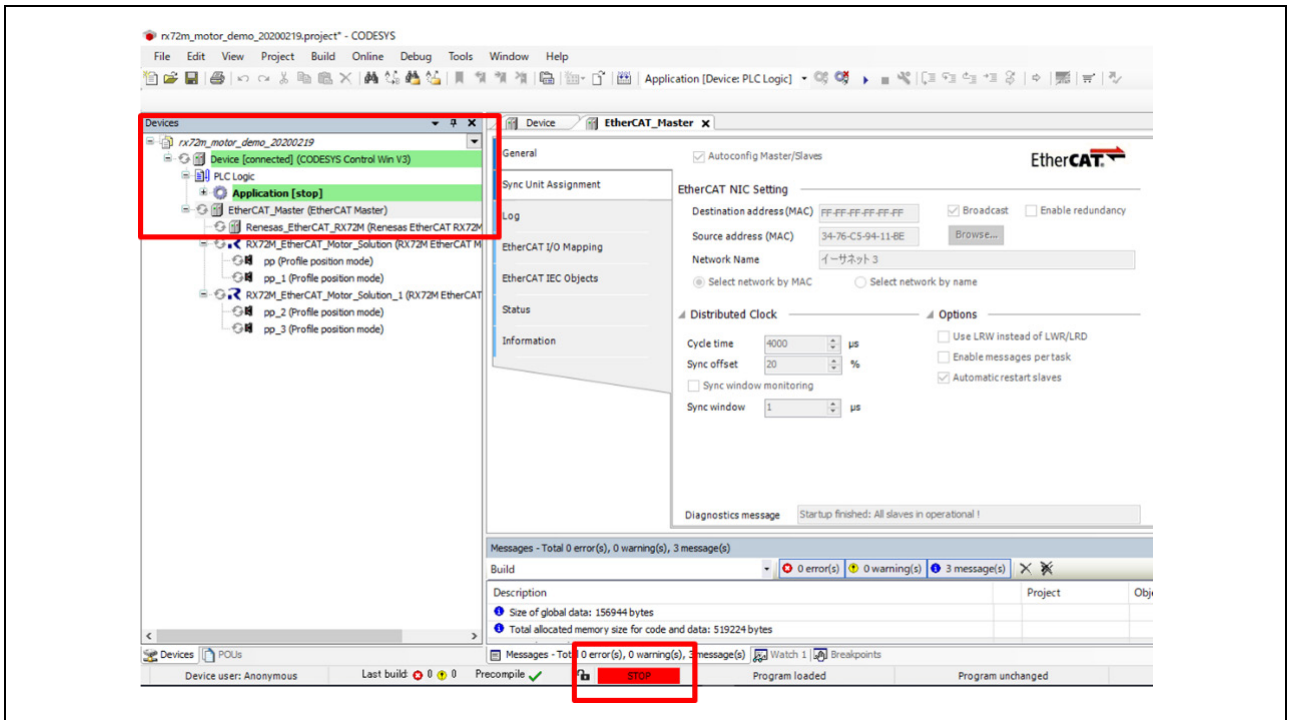 rx72m_motor_demo_20200219.project* - CODESYS
File Edit View Project Build Online Debug Tools Window Help
Application [Device: PLC Logic]
Devices
Device EtherCAT_Master
rx72m_motor_demo_20200219
Device [connected] (CODESYS Control Win V3)
PLC Logic
Application [stop]
EtherCAT_Master (EtherCAT Master)
Renesas_EtherCAT_RX72M (Renesas EtherCAT RX72M
RX72M_EtherCAT_Motor_Solution (RX72M EtherCAT M
pp (Profile position mode)
pp_1 (Profile position mode)
RX72M_EtherCAT_Motor_Solution_1 (RX72M EtherCAT
pp_2 (Profile position mode)
pp_3 (Profile position mode)
General
Sync Unit Assignment
Log
EtherCAT I/O Mapping
EtherCAT IEC Objects
Status
Information
Autoconfig Master/Slaves
EtherCAT.
EtherCAT NIC Setting
Destination address (MAC) FF-FF-FF-FF-FF-FF Broadcast Enable redundancy
Source address (MAC) 34-76-C5-94-11-BE Browse...
Network Name イーサネット 3
Select network by MAC Select network by name
Distributed Clock
Cycle time 4000 µs
Sync offset 20 %
Sync window monitoring
Sync window 1 µs
Options
Use LRW instead of LWR/LRD
Enable messages per task
Automatic restart slaves
Diagnostics message Startup finished: All slaves in operational !
Messages - Total 0 error(s), 0 warning(s), 3 message(s)
Build 0 error(s) 0 warning(s) 3 message(s)
Description Project Obj
Size of global data: 156944 bytes
Total allocated memory size for code and data: 519224 bytes
Devices POUs
Messages - Total 0 error(s), 0 warning(s), 3 message(s) Watch 1 Breakpoints
Device user: Anonymous Last build: 0 0 Precompile STOP Program loaded Program unchanged